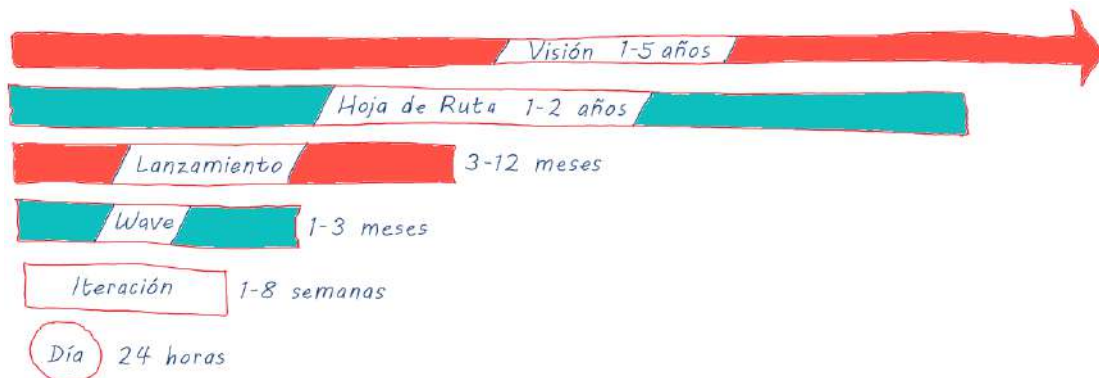 Visión 1-5 años
Hoja de Ruta 1-2 años
Lanzamiento 3-12 meses
Wave 1-3 meses
Iteración 1-8 semanas
Día 24 horas